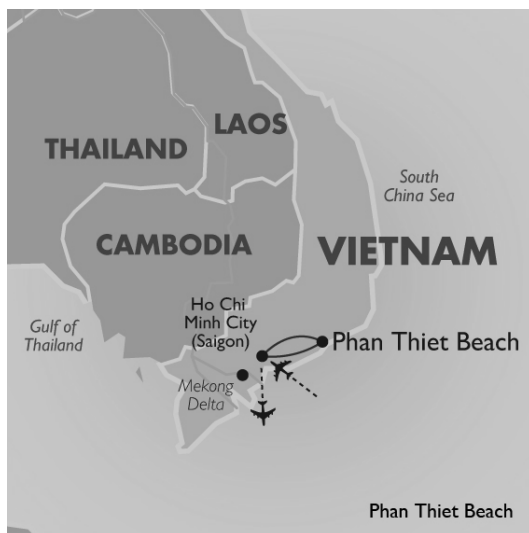 LAOS
THAILAND
South
China Sea
CAMBODIA
VIETNAM
Ho Chi
Minh City
(Saigon)
Gulf of
Thailand
Phan Thiet Beach
Mekong
Delta
Phan Thiet Beach